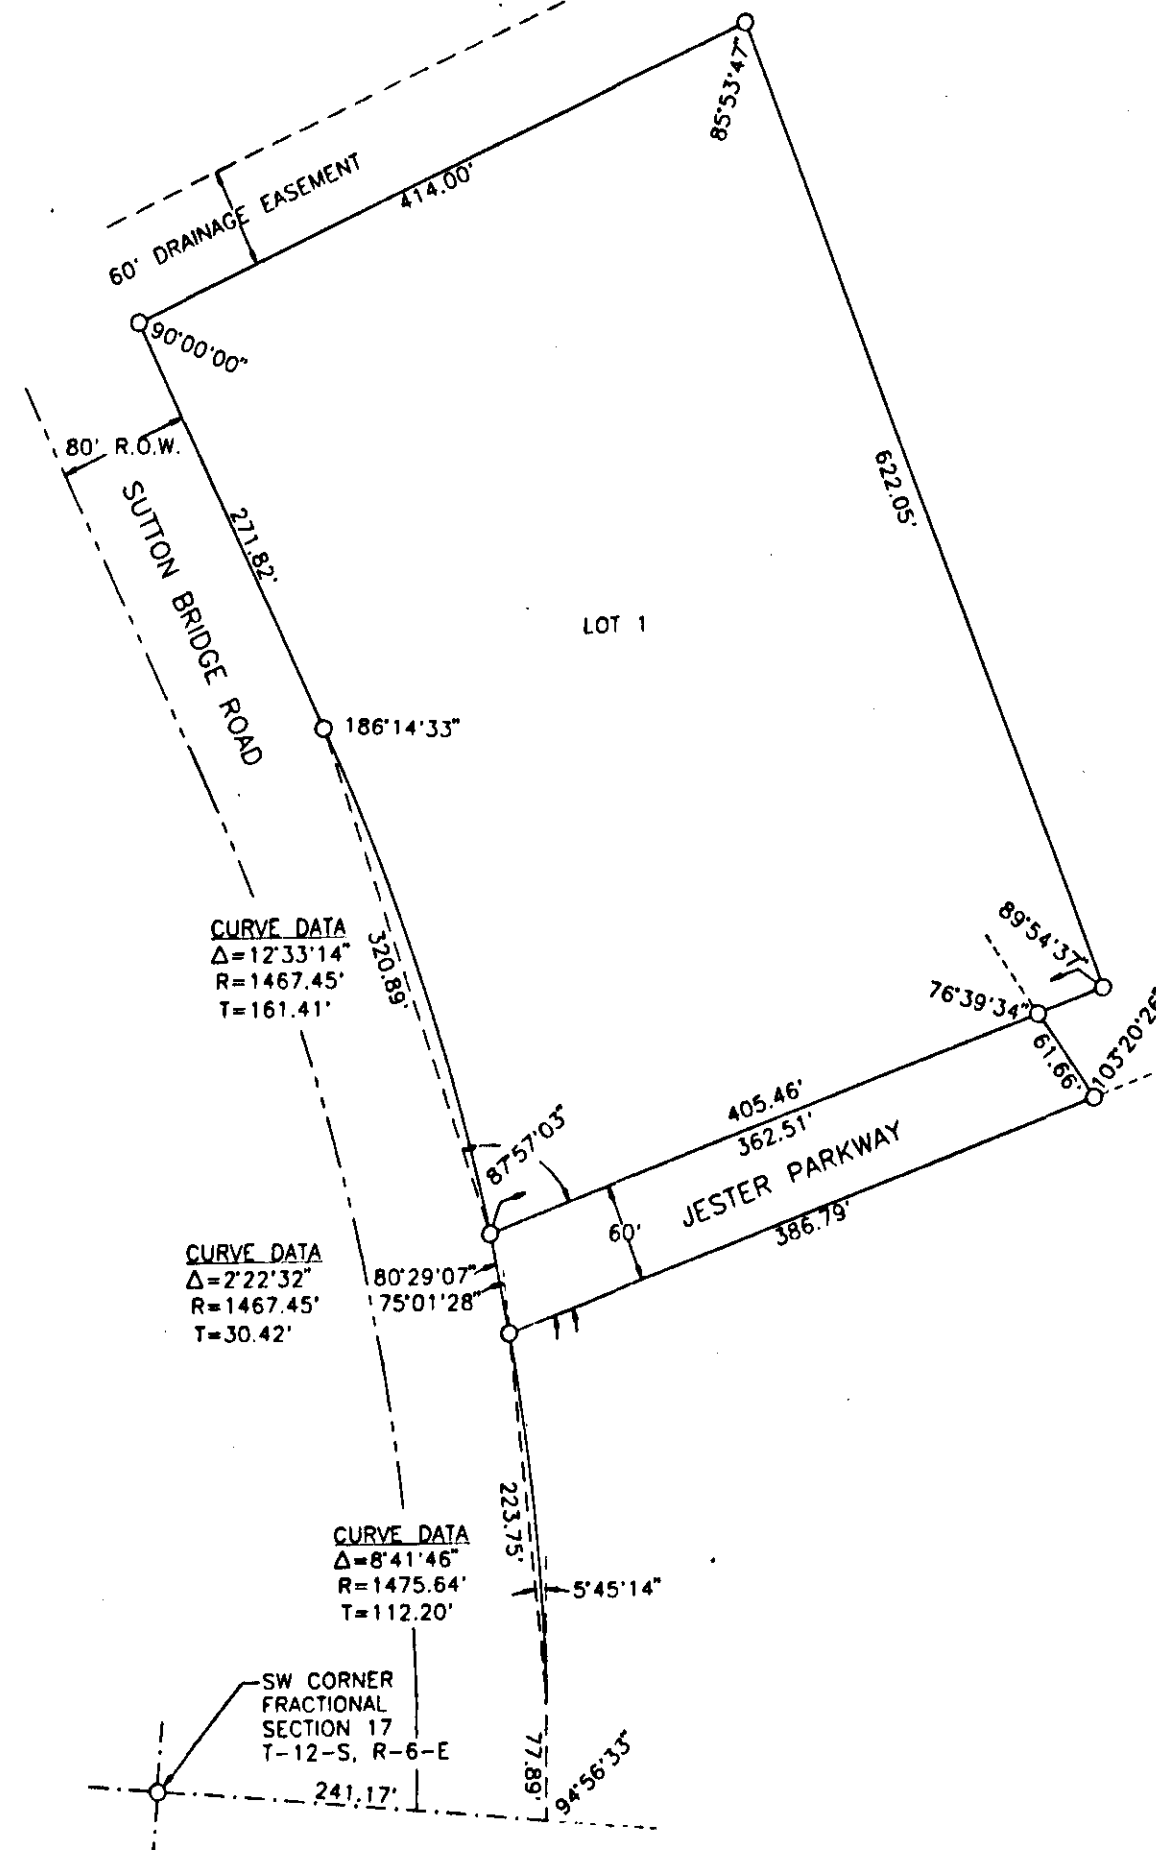 85°53'47"
60' DRAINAGE EASEMENT
414.00'
90°00'00"
80' R.O.W.
SUTTON BRIDGE ROAD
271.82'
622.05'
LOT 1
186°14'33"
CURVE DATA
Δ=12°33'14"
R=1467.45'
T=161.41'
320.89'
89°54'37"
76°39'34"
103°20'26"
61.66'
405.46'
362.51'
JESTER PARKWAY
386.79'
87°57'03"
60'
CURVE DATA
Δ=2°22'32"
R=1467.45'
T=30.42'
80°29'07"
75°01'28"
223.75'
CURVE DATA
Δ=8°41'46"
R=1475.64'
T=112.20'
5°45'14"
SW CORNER
FRACTIONAL
SECTION 17
T-12-S, R-6-E
241.17'
77.89'
94°56'33"